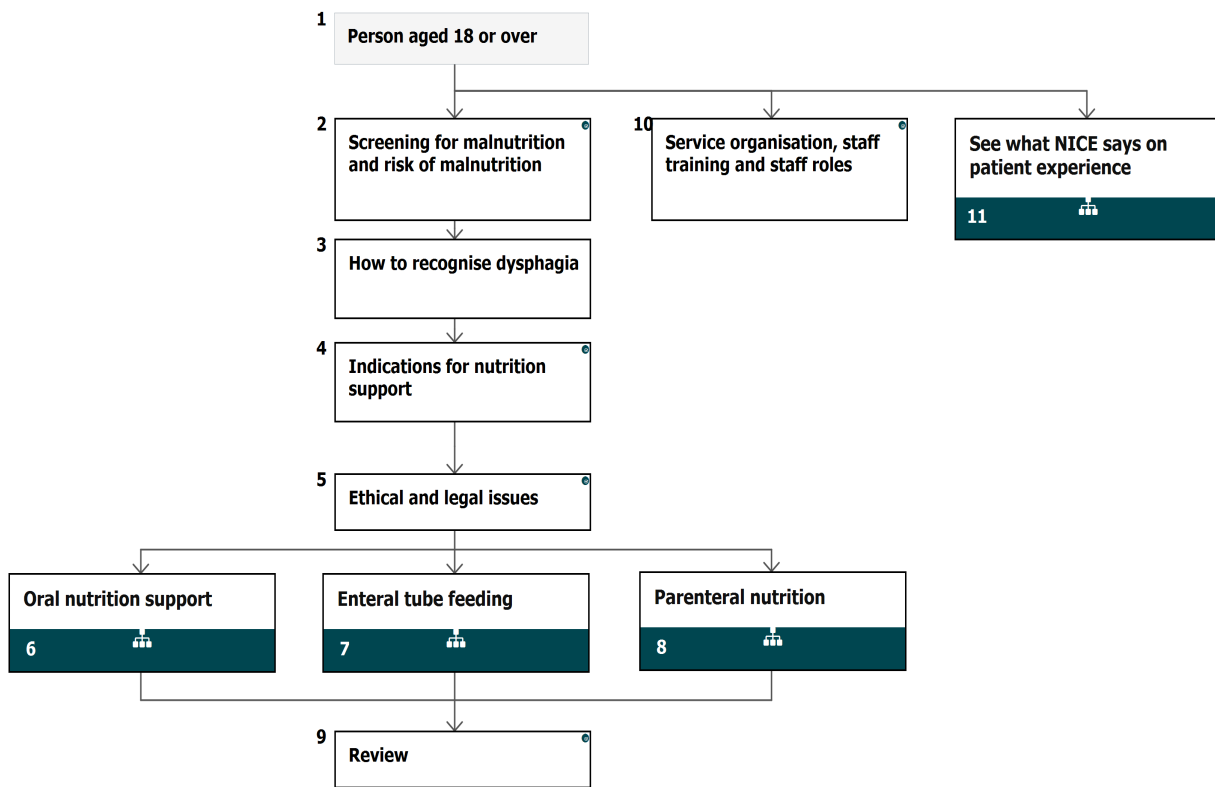 1
Person aged 18 or over
2
Screening for malnutrition
and risk of malnutrition
10
Service organisation, staff
training and staff roles
See what NICE says on
patient experience
11
3
How to recognise dysphagia
4
Indications for nutrition
support
5
Ethical and legal issues
Oral nutrition support
6
Enteral tube feeding
7
Parenteral nutrition
8
9
Review